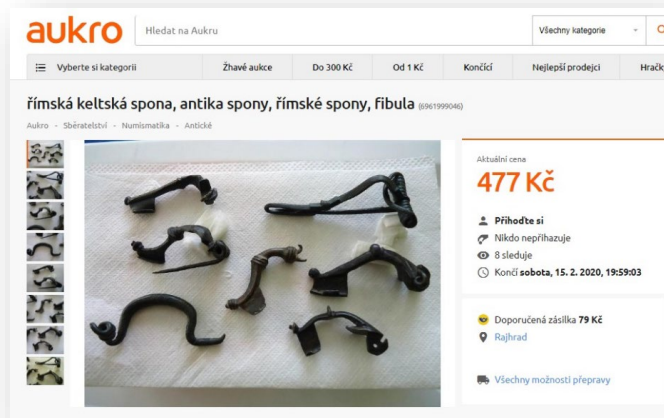 aukro
Hledat na Aukru
Všechny kategorie
Vyberte si kategorii
Žhavé aukce
Do 300 Kč
Od 1 Kč
Končící
Nejlepší prodejci
Hračk
římská keltská spona, antika spony, římské spony, fibula (6961999046)
Aukro - Sběratelství - Numismatika - Antické
Aktuální cena
477 Kč
Přihoďte si
Nikdo nepřihazuje
8 sleduje
Končí sobota, 15. 2. 2020, 19:59:03
Doporučená zásilka 79 Kč
Rajhrad
Všechny možnosti přepravy